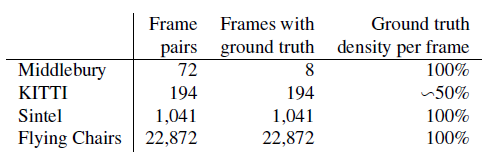 Frame Frames with Ground truth
pairs ground truth density per frame
Middlebury 72 8 100%
KITTI 194 194 ∽50%
Sintel 1,041 1,041 100%
Flying Chairs 22,872 22,872 100%